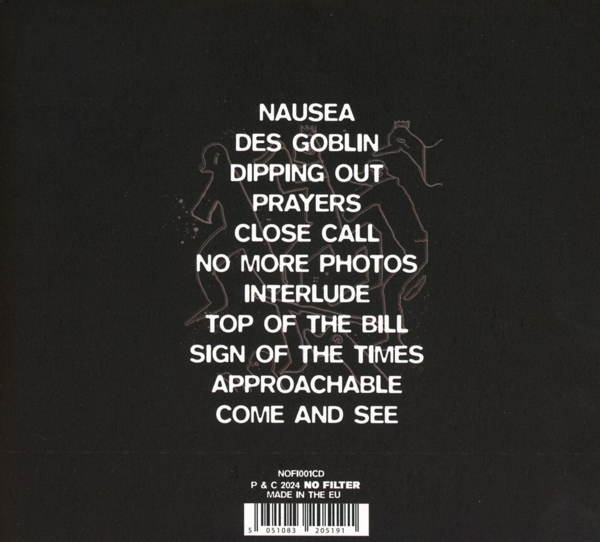 NAUSEA
DES GOBLIN
DIPPING OUT
PRAYERS
CLOSE CALL
NO MORE PHOTOS
INTERLUDE
TOP OF THE BILL
SIGN OF THE TIMES
APPROACHABLE
COME AND SEE
NOFI001CD
P & C 2024 NO FILTER
MADE IN THE EU
5 051083 205191